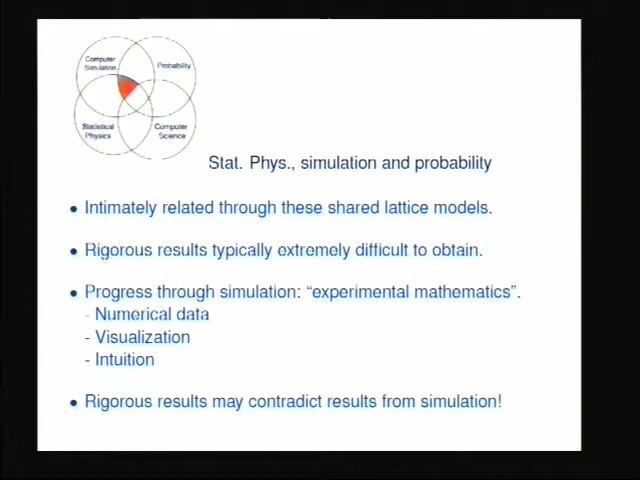 Computer
Simulation
Probability
Statistical
Physics
Computer
Science
Stat. Phys., simulation and probability
• Intimately related through these shared lattice models.
• Rigorous results typically extremely difficult to obtain.
• Progress through simulation: “experimental mathematics”.
- Numerical data
- Visualization
- Intuition
• Rigorous results may contradict results from simulation!